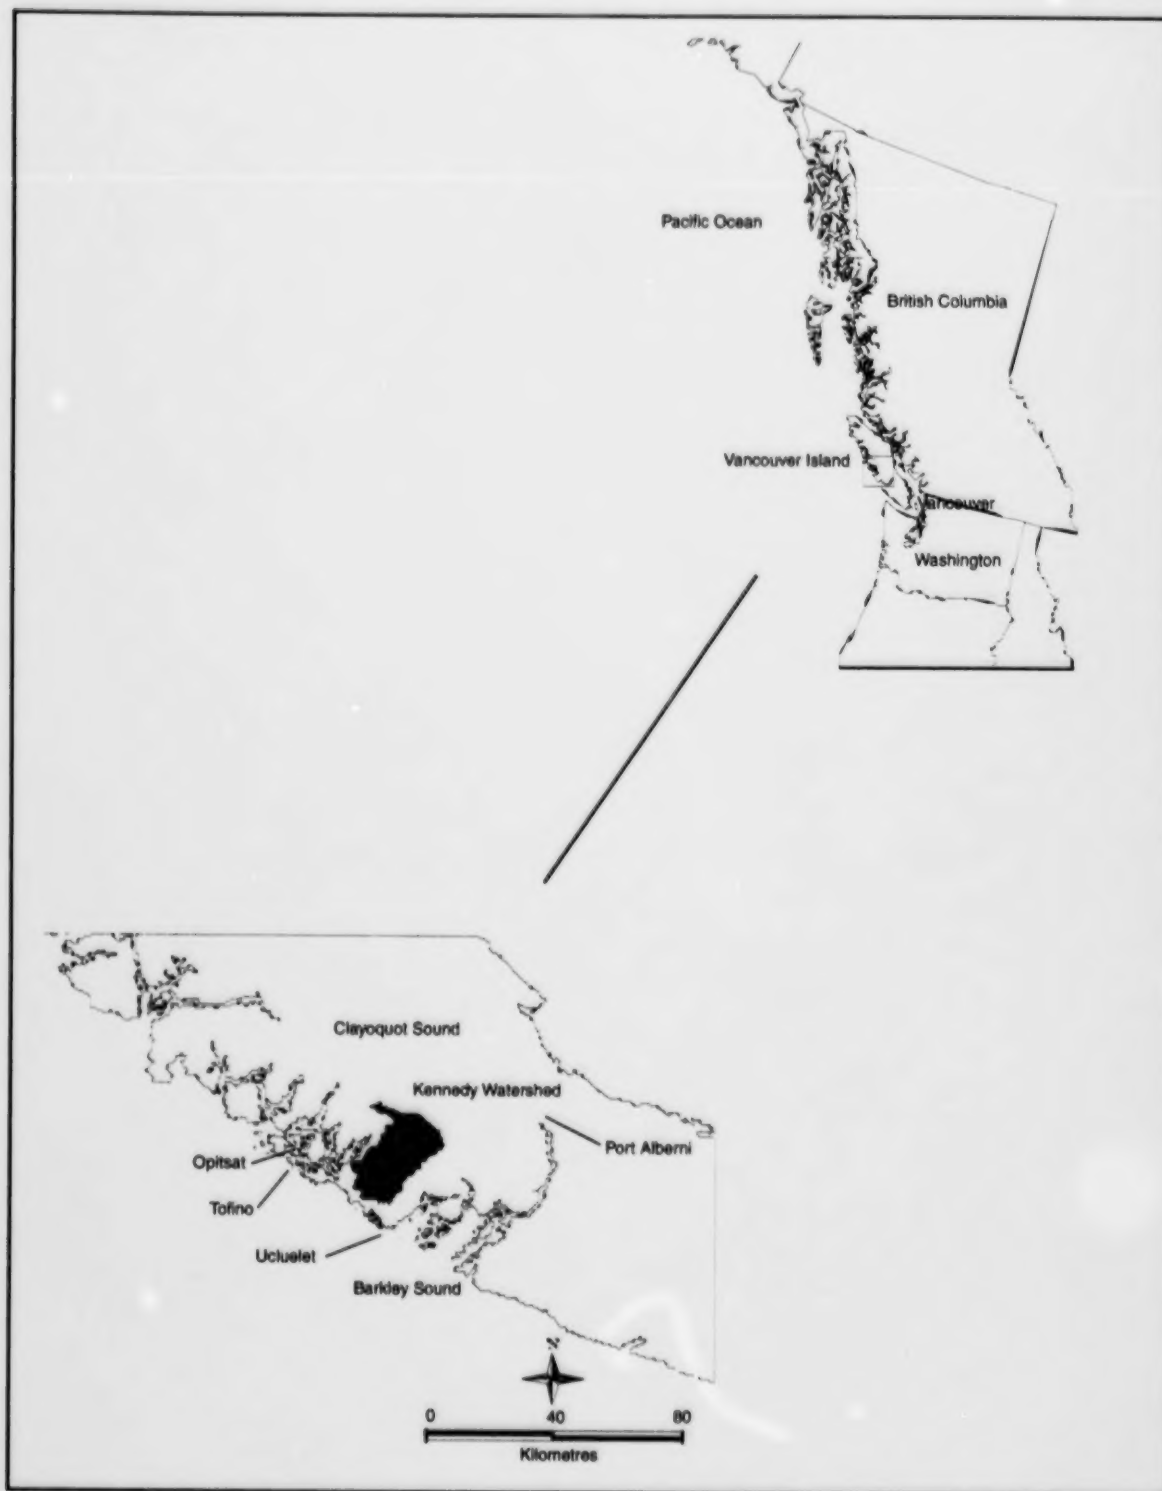 Pacific Ocean
British Columbia
Vancouver Island
Vancouver
Washington
Clayoquot Sound
Kennedy Watershed
Port Alberni
Opitsat
Tofino
Ucluelet
Barkley Sound
N
0 40 80
Kilometres